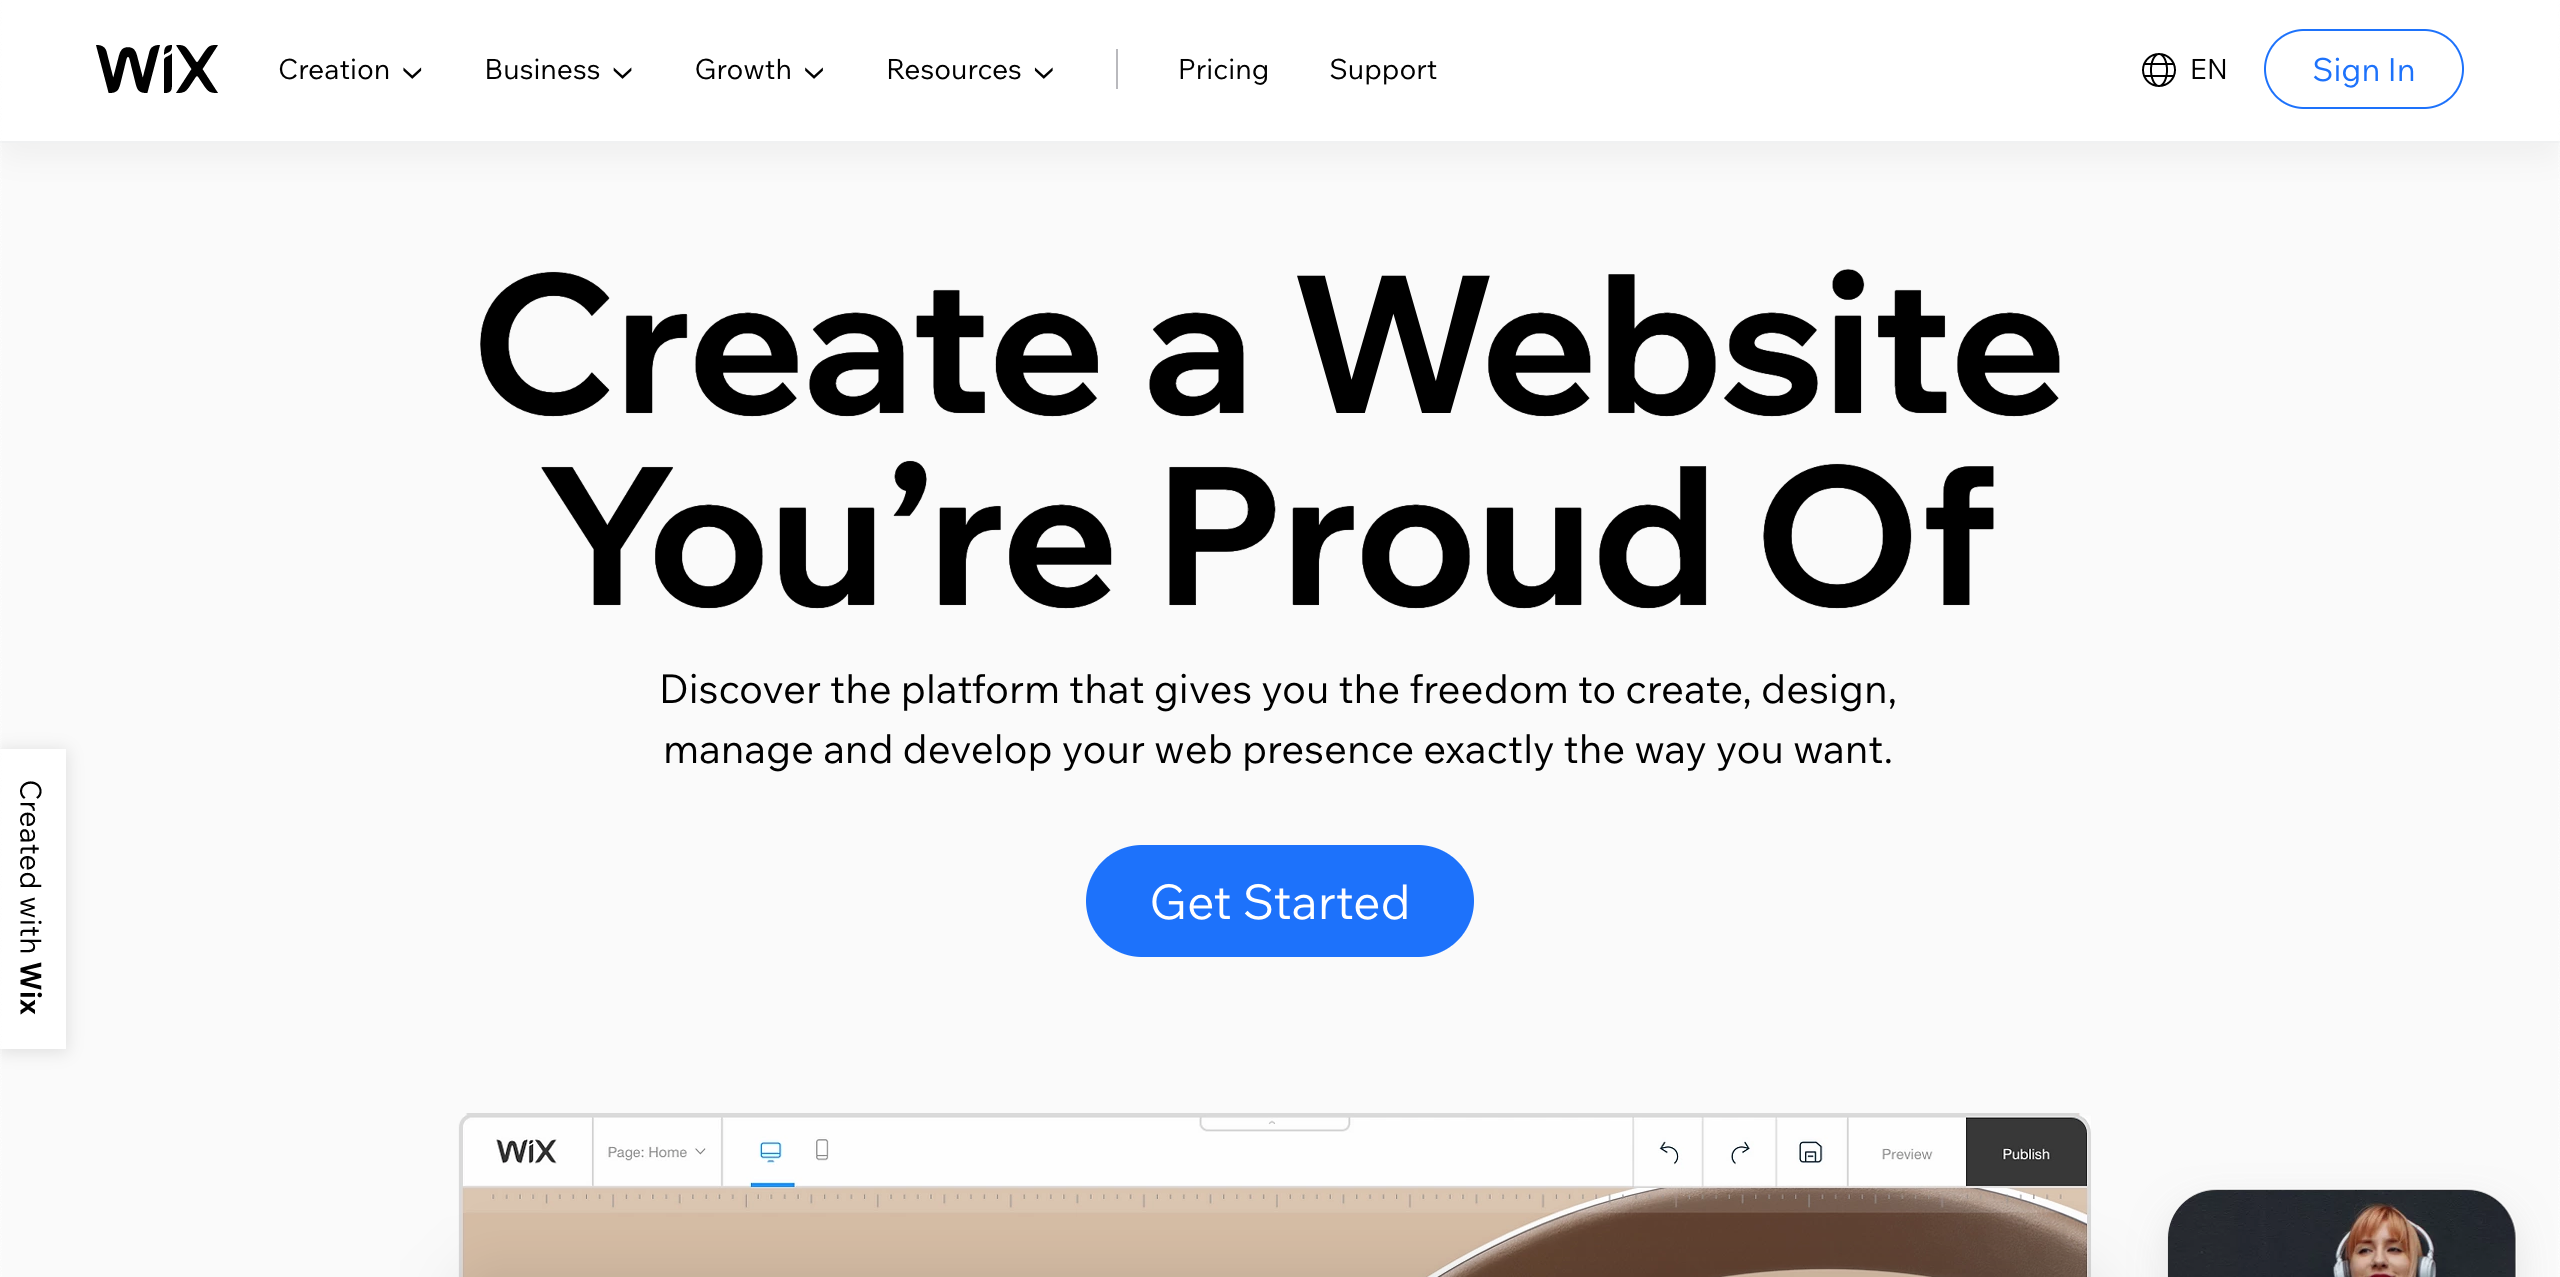 WiX
Creation
Business
Growth
Resources
Pricing
Support
EN
Sign In
Create a Website
You’re Proud Of
Discover the platform that gives you the freedom to create, design,
manage and develop your web presence exactly the way you want.
Get Started
Created with Wix
WiX
Page: Home
Preview
Publish